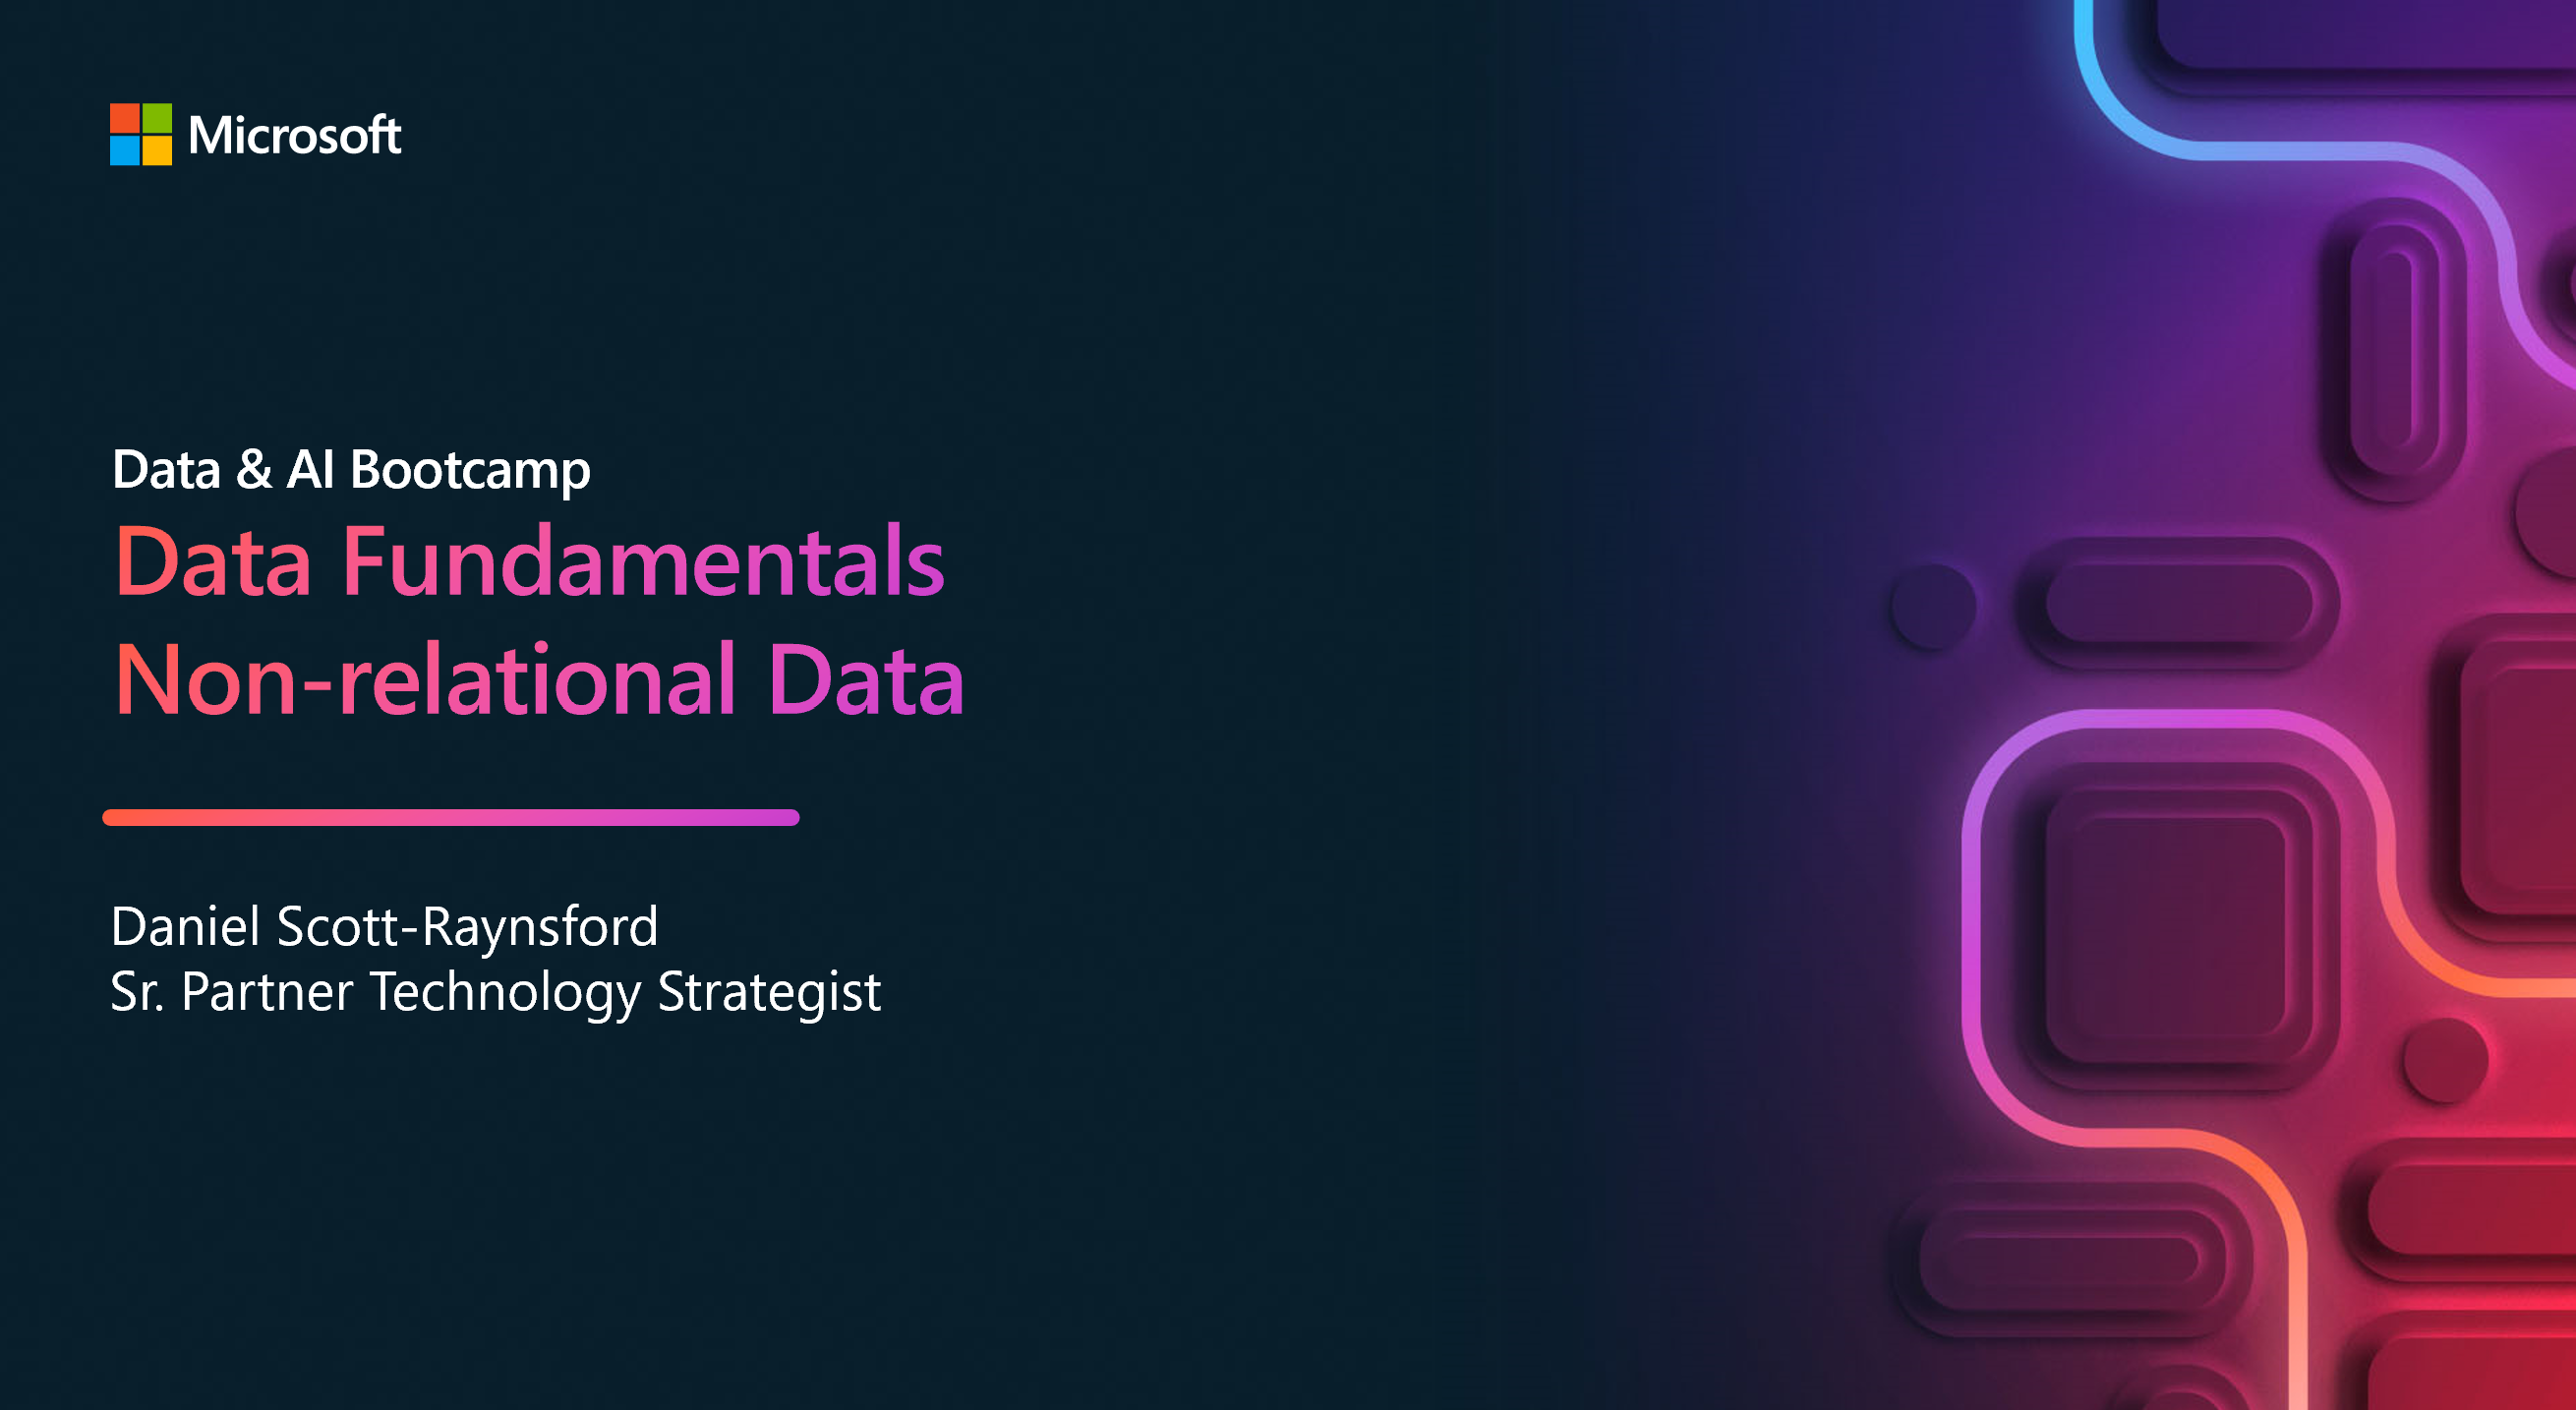 Microsoft
Data & AI Bootcamp
Data Fundamentals
Non-relational Data
Daniel Scott-Raynsford
Sr. Partner Technology Strategist